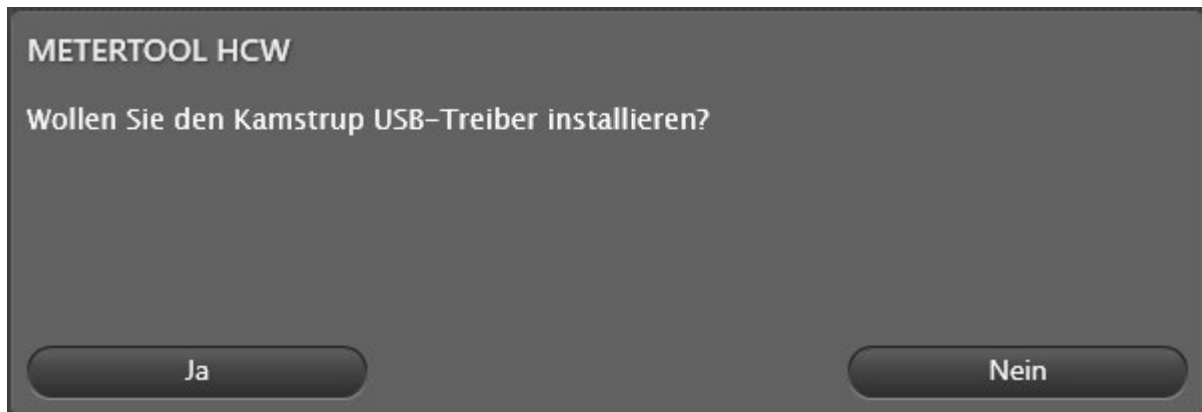 METERTOOL HCW
Wollen Sie den Kamstrup USB-Treiber installieren?
Ja
Nein